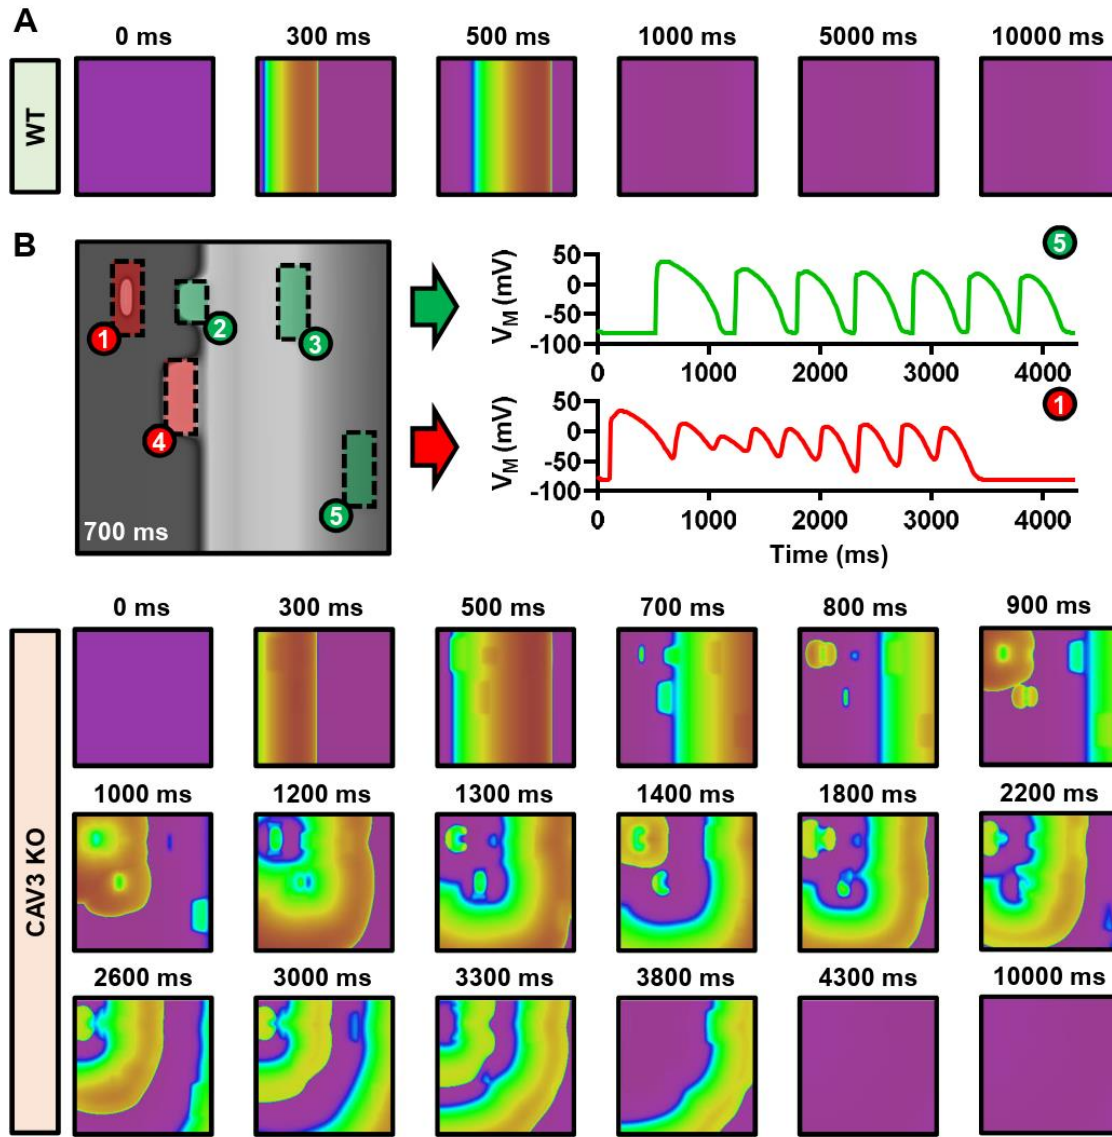 A
0 ms 300 ms 500 ms 1000 ms 5000 ms 10000 ms
WT
B
1
2
3
4
5
700 ms
5
VM (mV)
50
0
-50
-100
0 1000 2000 3000 4000
1
VM (mV)
50
0
-50
-100
0 1000 2000 3000 4000
Time (ms)
CAV3 KO
0 ms 300 ms 500 ms 700 ms 800 ms 900 ms
1000 ms 1200 ms 1300 ms 1400 ms 1800 ms 2200 ms
2600 ms 3000 ms 3300 ms 3800 ms 4300 ms 10000 ms